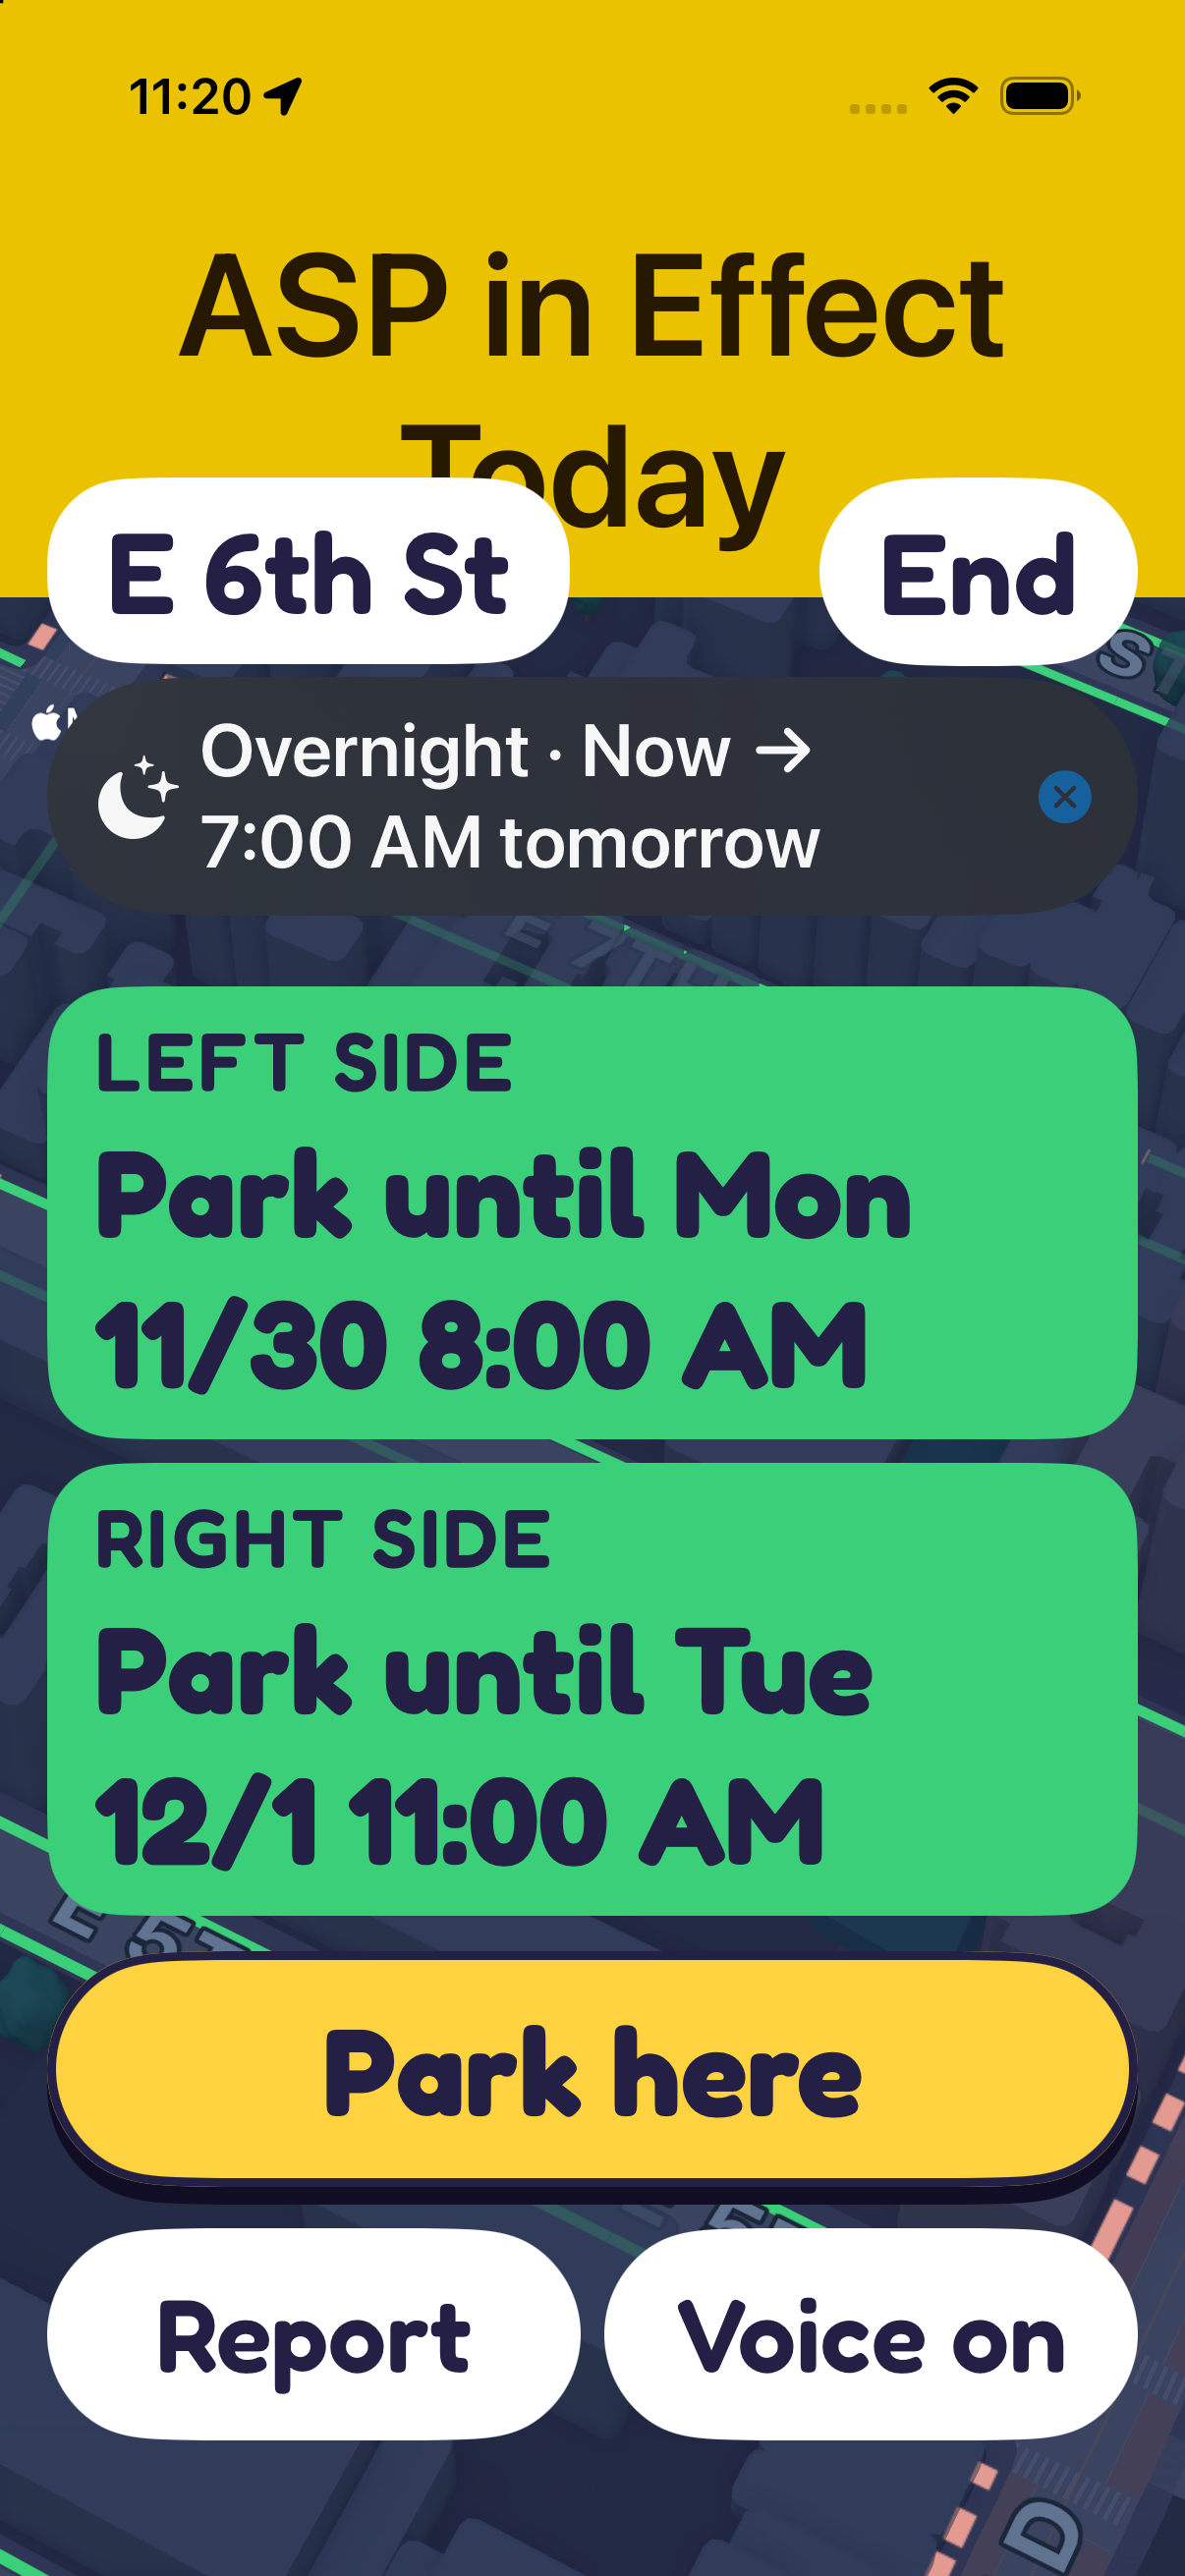 11:20
ASP in Effect
Today
E 6th St
End
Overnight · Now →
7:00 AM tomorrow
E 7TH
LEFT SIDE
Park until Mon
11/30 8:00 AM
RIGHT SIDE
Park until Tue
12/1 11:00 AM
Park here
Report
Voice on
D